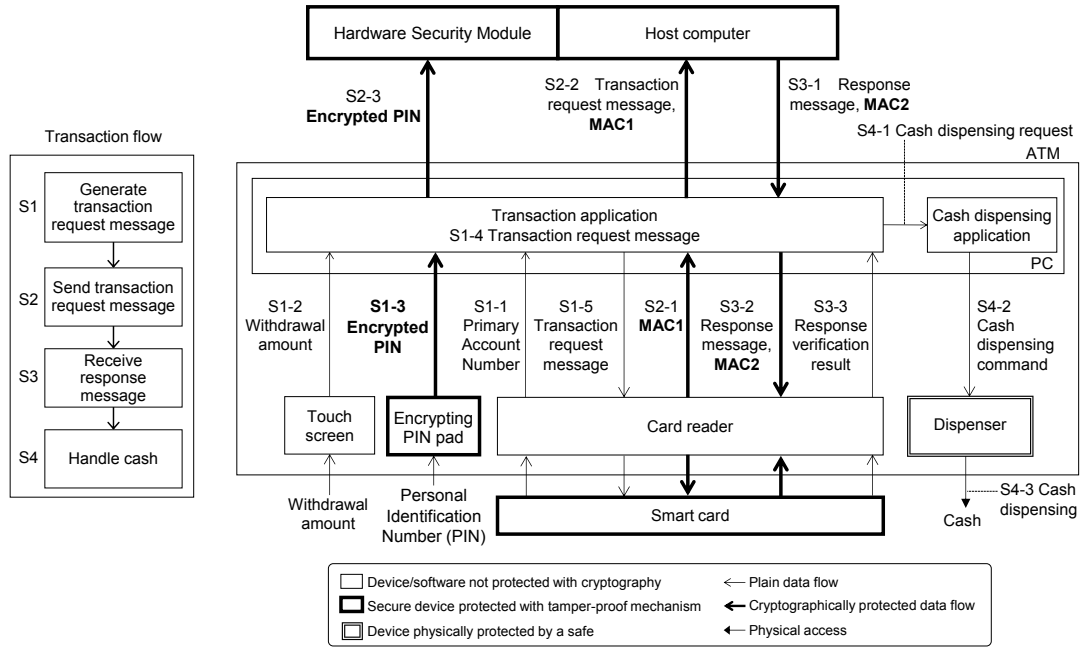 Hardware Security Module
Host computer
S2-3
Encrypted PIN
S2-2 Transaction
request message,
MAC1
S3-1 Response
message, MAC2
S4-1 Cash dispensing request
ATM
Transaction flow
S1
Generate
transaction
request message
S2
Send transaction
request message
S3
Receive
response
message
S4
Handle cash
Transaction application
S1-4 Transaction request message
Cash dispensing
application
PC
S1-2
Withdrawal
amount
S1-3
Encrypted
PIN
S1-1
Primary
Account
Number
S1-5
Transaction
request
message
S2-1
MAC1
S3-2
Response
message,
MAC2
S3-3
Response
verification
result
S4-2
Cash
dispensing
command
Touch
screen
Encrypting
PIN pad
Card reader
Dispenser
Withdrawal
amount
Personal
Identification
Number (PIN)
Smart card
Cash
S4-3 Cash
dispensing
Device/software not protected with cryptography
Secure device protected with tamper-proof mechanism
Device physically protected by a safe
Plain data flow
Cryptographically protected data flow
Physical access